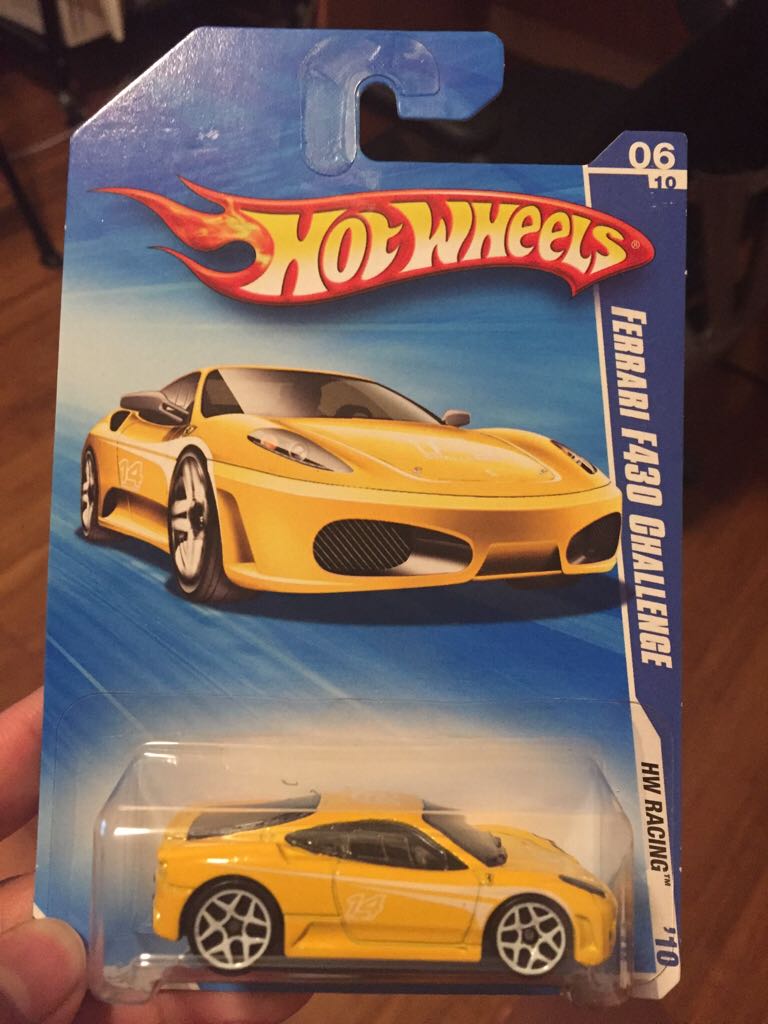 06
10
HOT WHEELS®
FERRARI F430 CHALLENGE
14
HW RACING™
'10
14